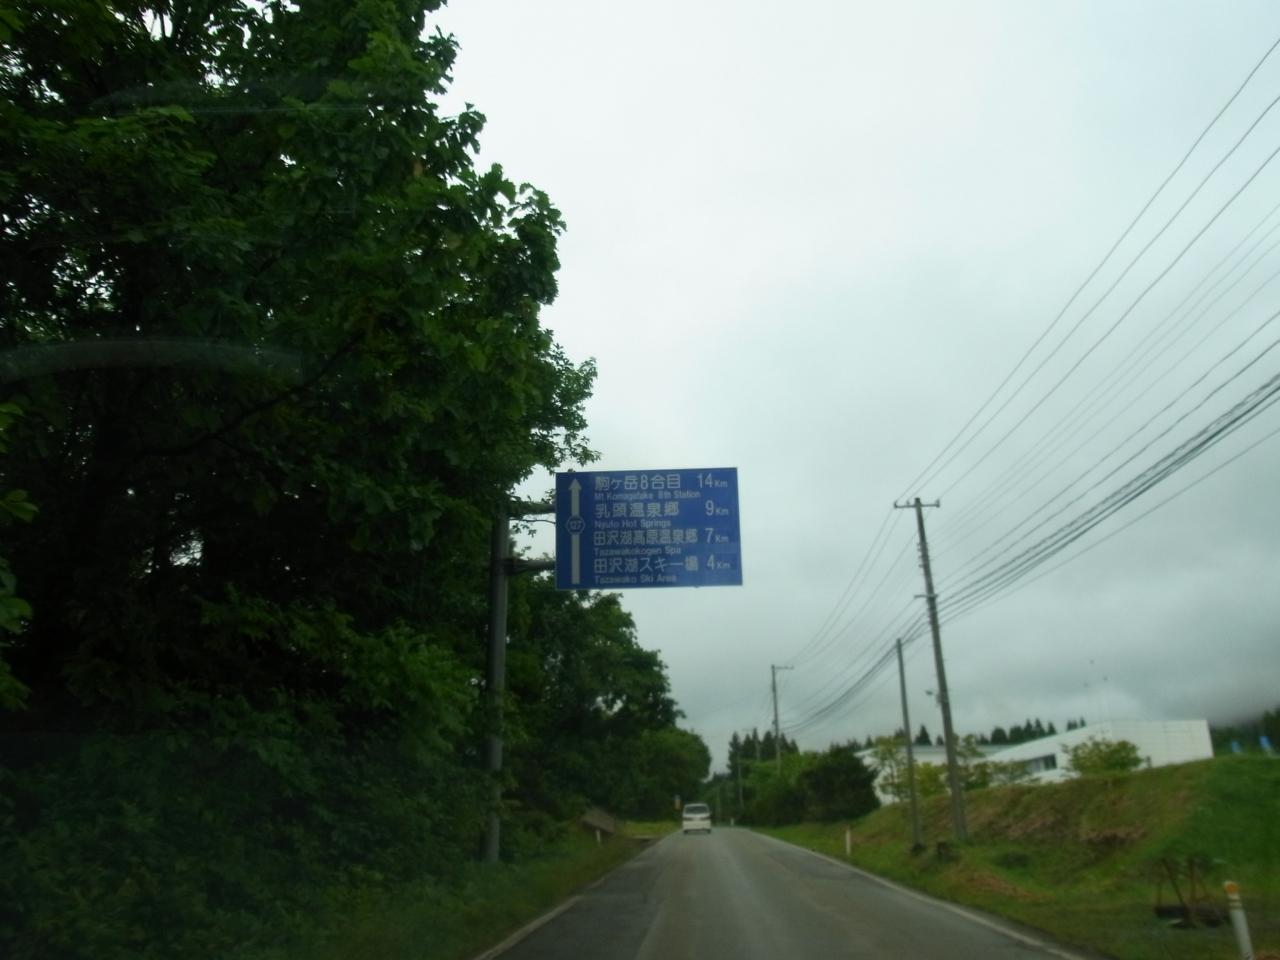 駒ヶ岳8合目 14Km
Mt Komagatake 8th Station
乳頭温泉郷 9Km
Nyuto Hot Springs
127
田沢湖高原温泉郷 7Km
Tazawakokogen Spa
田沢湖スキー場 4Km
Tazawako Ski Area